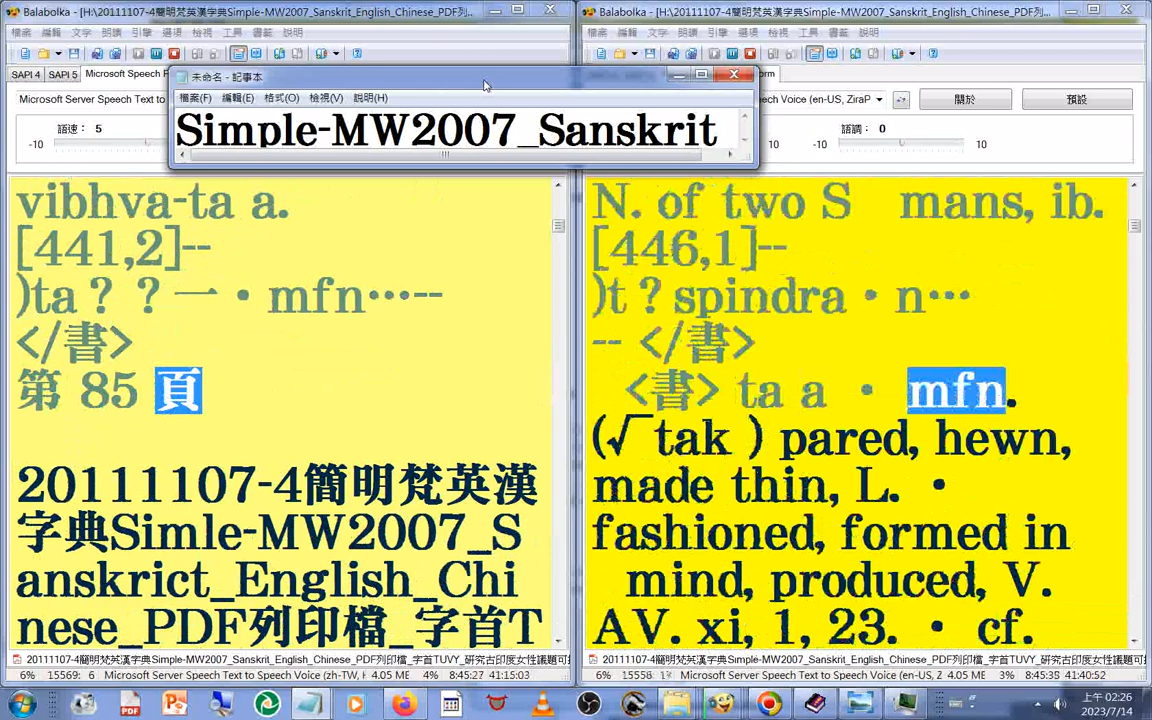 Balabolka - [H:\20111107-4簡明梵英漢字典Simple-MW2007_Sanskrit_English_Chinese_PDF列...
檔案 編輯 文字 朗讀 引擎 選項 檢視 工具 書籤 說明
SAPI 4 SAPI 5 Microsoft Speech P
Microsoft Server Speech Text to
語速： 5
-10
vibhva-ta a.
[441,2]--
)ta？？一・mfn…--
</書>
第 85 頁
20111107-4簡明梵英漢
字典Simle-MW2007_S
anskrict_English_Chi
nese_PDF列印檔_字首T
20111107-4簡明梵英漢字典Simple-MW2007_Sanskrit_English_Chinese_PDF列印檔_字首TUVY_研究古印度女性議題可
6% 15569: 6 Microsoft Server Speech Text to Speech Voice (zh-TW, 4.05 MB 4% 8:45:27 41:15:03
未命名 - 記事本
檔案(F) 編輯(E) 格式(O) 檢視(V) 說明(H)
Simple-MW2007_Sanskrit
Balabolka - [H:\20111107-4簡明梵英漢字典Simple-MW2007_Sanskrit_English_Chinese_PDF列...
檔案 編輯 文字 朗讀 引擎 選項 檢視 工具 書籤 說明
orm
ech Voice (en-US, ZiraP
關於 預設
語調： 0
10 -10 10
N. of two S mans, ib.
[446,1]--
)t？spindra・n…
-- </書>
<書> ta a ・ mfn.
(√ tak ) pared, hewn,
made thin, L. ・
fashioned, formed in
mind, produced, V.
AV. xi, 1, 23. ・ cf.
20111107-4簡明梵英漢字典Simple-MW2007_Sanskrit_English_Chinese_PDF列印檔_字首TUVY_研究古印度女性議題可
6% 15558: Microsoft Server Speech Text to Speech Voice (en-US, 4.05 MB 3% 8:45:38 41:40:52
上午 02:26
2023/7/14